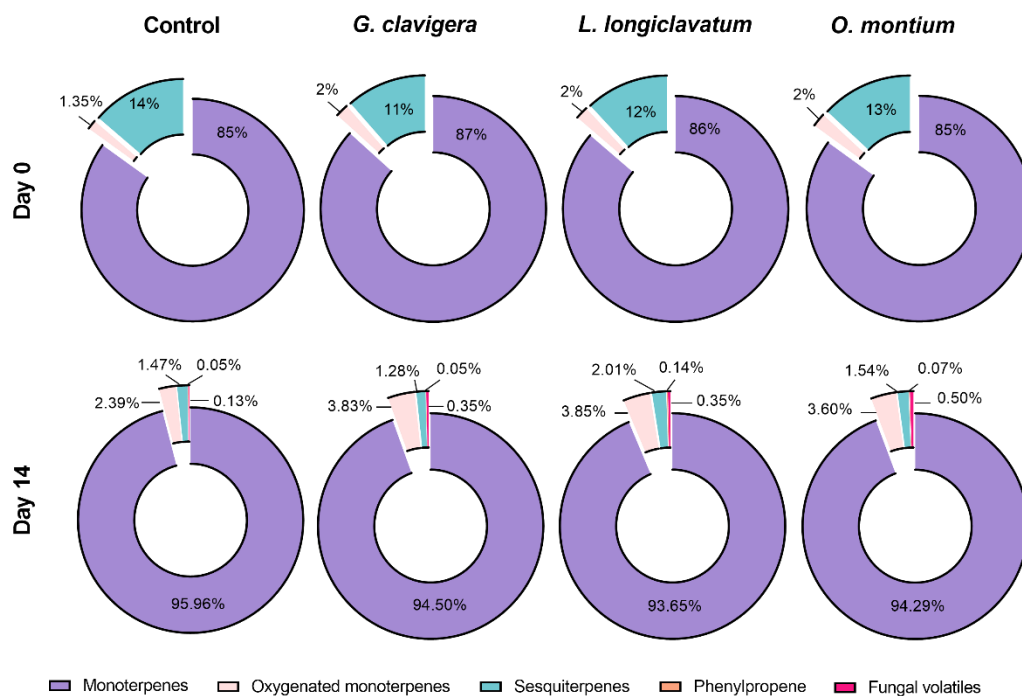 Control G. clavigera L. longiclavatum O. montium
Day 0
1.35% 14% 85%
2% 11% 87%
2% 12% 86%
2% 13% 85%
Day 14
1.47% 0.05%
2.39% 0.13%
95.96%
1.28% 0.05%
3.83% 0.35%
94.50%
2.01% 0.14%
3.85% 0.35%
93.65%
1.54% 0.07%
3.60% 0.50%
94.29%
Monoterpenes Oxygenated monoterpenes Sesquiterpenes Phenylpropene Fungal volatiles